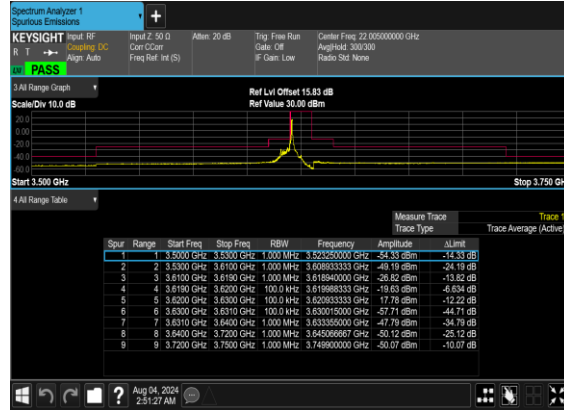 Spectrum Analyzer 1
Spurious Emissions
+
KEYSIGHT Input: RF Input Z: 50 Ω Atten: 20 dB Trig: Free Run Center Freq: 22.005000000 GHz
R T Coupling: DC Corr CCorr Gate: Off Avg|Hold: 300/300
Align: Auto Freq Ref: Int (S) IF Gain: Low Radio Std: None
LW PASS
3 All Range Graph
Ref Lvl Offset 15.83 dB
Scale/Div 10.0 dB Ref Value 30.00 dBm
20.0
0.00
-20.0
-40.0
-60.0
Start 3.500 GHz Stop 3.750 GHz
4 All Range Table
Measure Trace Trace 1
Trace Type Trace Average (Active)
Spur Range Start Freq Stop Freq RBW Frequency Amplitude ΔLimit
1 1 3.5000 GHz 3.5300 GHz 1.000 MHz 3.523250000 GHz -54.33 dBm -14.33 dB
2 2 3.5300 GHz 3.6100 GHz 1.000 MHz 3.608933333 GHz -49.19 dBm -24.19 dB
3 3 3.6100 GHz 3.6190 GHz 1.000 MHz 3.618940000 GHz -26.82 dBm -13.82 dB
4 4 3.6190 GHz 3.6200 GHz 100.0 kHz 3.619988333 GHz -19.63 dBm -6.634 dB
5 5 3.6200 GHz 3.6300 GHz 100.0 kHz 3.620933333 GHz 17.78 dBm -12.22 dB
6 6 3.6300 GHz 3.6310 GHz 100.0 kHz 3.630015000 GHz -57.71 dBm -44.71 dB
7 7 3.6310 GHz 3.6400 GHz 1.000 MHz 3.633355000 GHz -47.79 dBm -34.79 dB
8 8 3.6400 GHz 3.7200 GHz 1.000 MHz 3.645066667 GHz -50.12 dBm -25.12 dB
9 9 3.7200 GHz 3.7500 GHz 1.000 MHz 3.749900000 GHz -50.07 dBm -10.07 dB
? Aug 04, 2024
2:51:27 AM